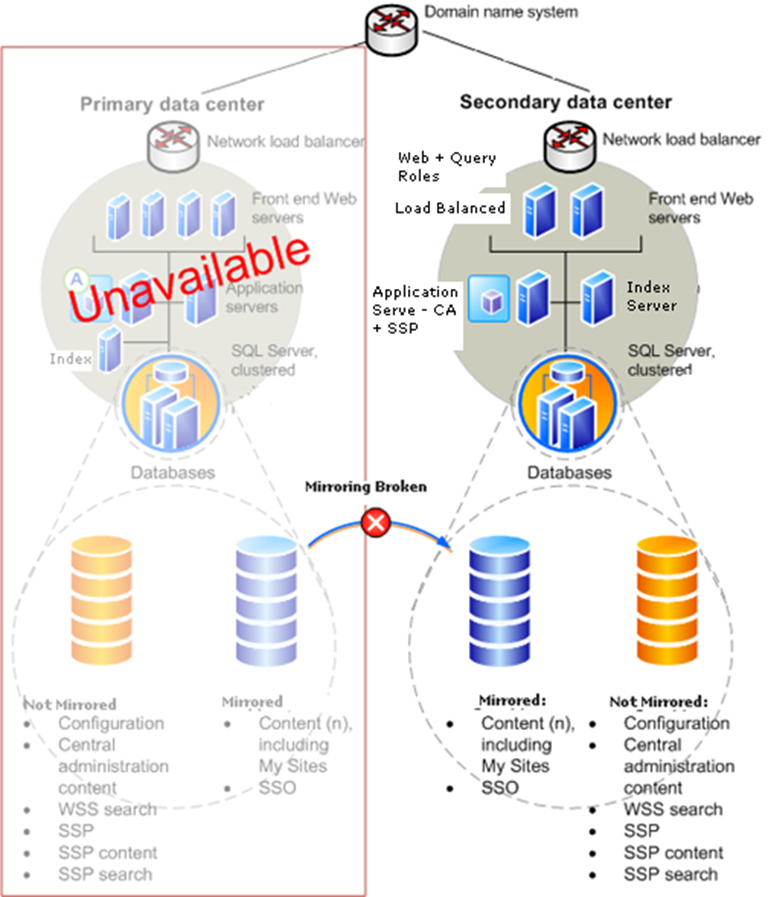 Domain name system
Primary data center
Network load balancer
Front end Web
servers
Unavailable
A
Application
servers
Index
SQL Server,
clustered
Databases
Secondary data center
Network load balancer
Web + Query
Roles
Load Balanced
Front end Web
servers
Application
Serve - CA
+ SSP
Index
Server
SQL Server,
clustered
Databases
Mirroring Broken
Not Mirrored
• Configuration
• Central
administration
content
• WSS search
• SSP
• SSP content
• SSP search
Mirrored
• Content (n),
including
My Sites
• SSO
Mirrored:
• Content (n),
including
My Sites
• SSO
Not Mirrored:
• Configuration
• Central
administration
content
• WSS search
• SSP
• SSP content
• SSP search